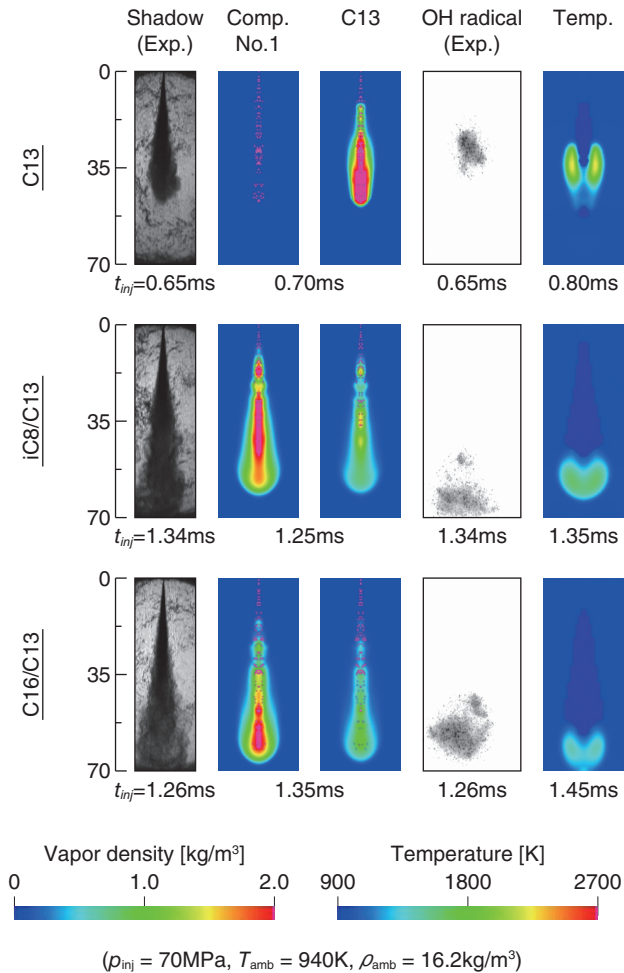 Shadow (Exp.) Comp. No.1 C13 OH radical (Exp.) Temp.
C13
0
35
70
t_inj=0.65ms 0.70ms 0.65ms 0.80ms
iC8/C13
0
35
70
t_inj=1.34ms 1.25ms 1.34ms 1.35ms
C16/C13
0
35
70
t_inj=1.26ms 1.35ms 1.26ms 1.45ms
Vapor density [kg/m³] Temperature [K]
0 1.0 2.0 900 1800 2700
(p_inj = 70MPa, T_amb = 940K, ρ_amb = 16.2kg/m³)